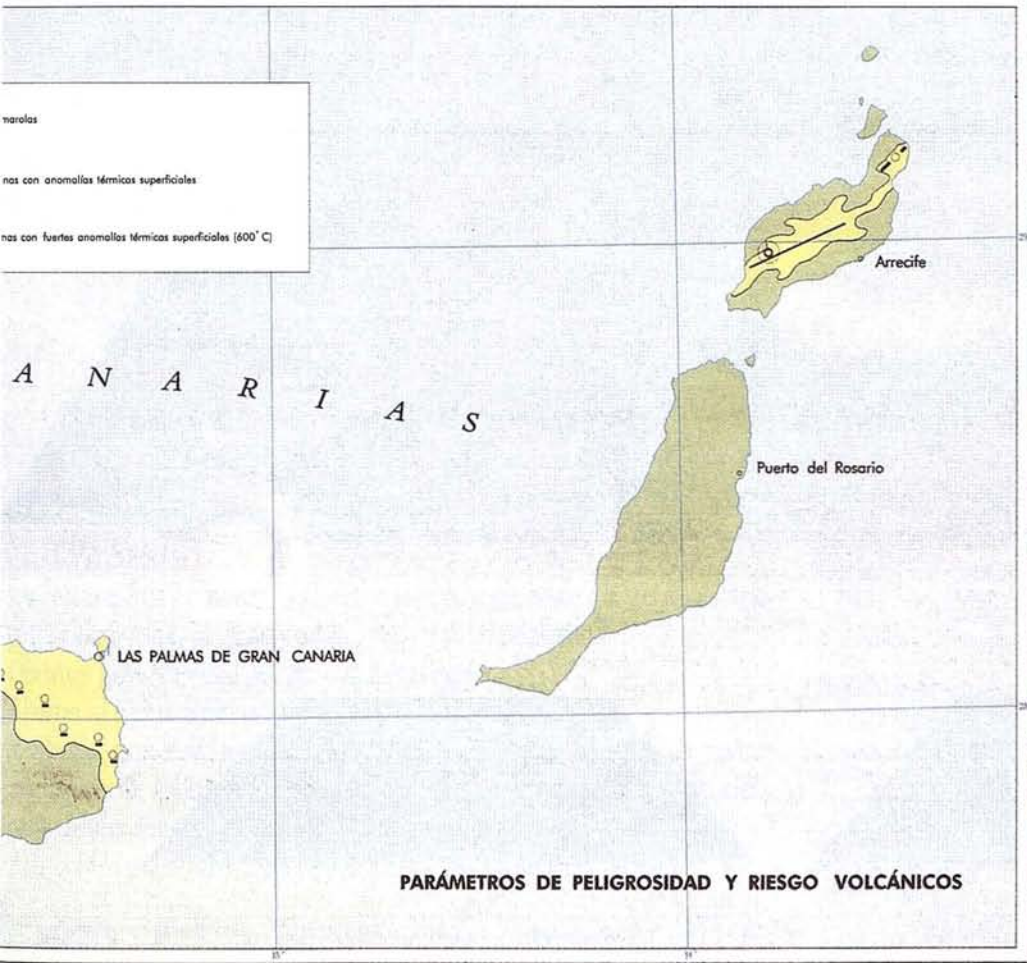 marolas
nas con anomalías térmicas superficiales
nas con fuertes anomalías térmicas superficiales (600° C)
Arrecife
A N A R I A S
Puerto del Rosario
LAS PALMAS DE GRAN CANARIA
PARÁMETROS DE PELIGROSIDAD Y RIESGO VOLCÁNICOS